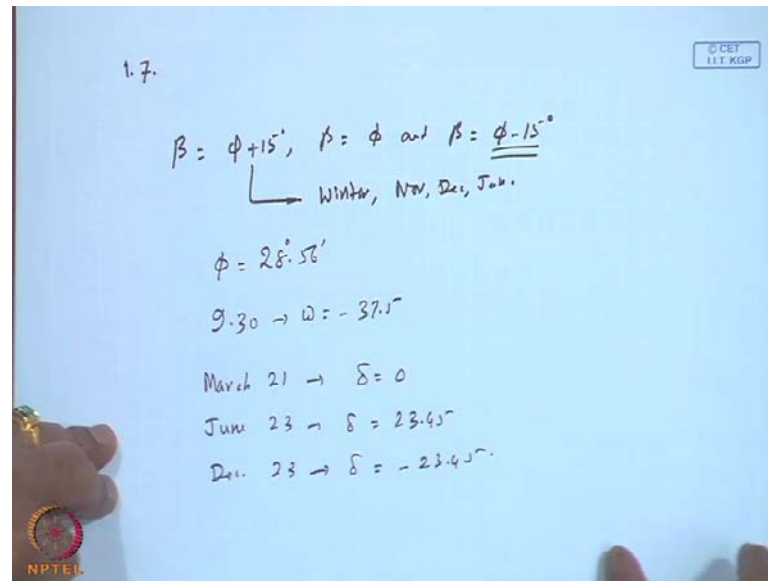 1.7.
© CET
I.I.T. KGP
β = φ+15°, β = φ and β = φ-15°
Winter, Nov, Dec, Jan.
φ = 28°.56'
9.30 → ω = - 37.5
March 21 → δ = 0
June 23 → δ = 23.45
Dec. 23 → δ = - 23.45.
NPTEL